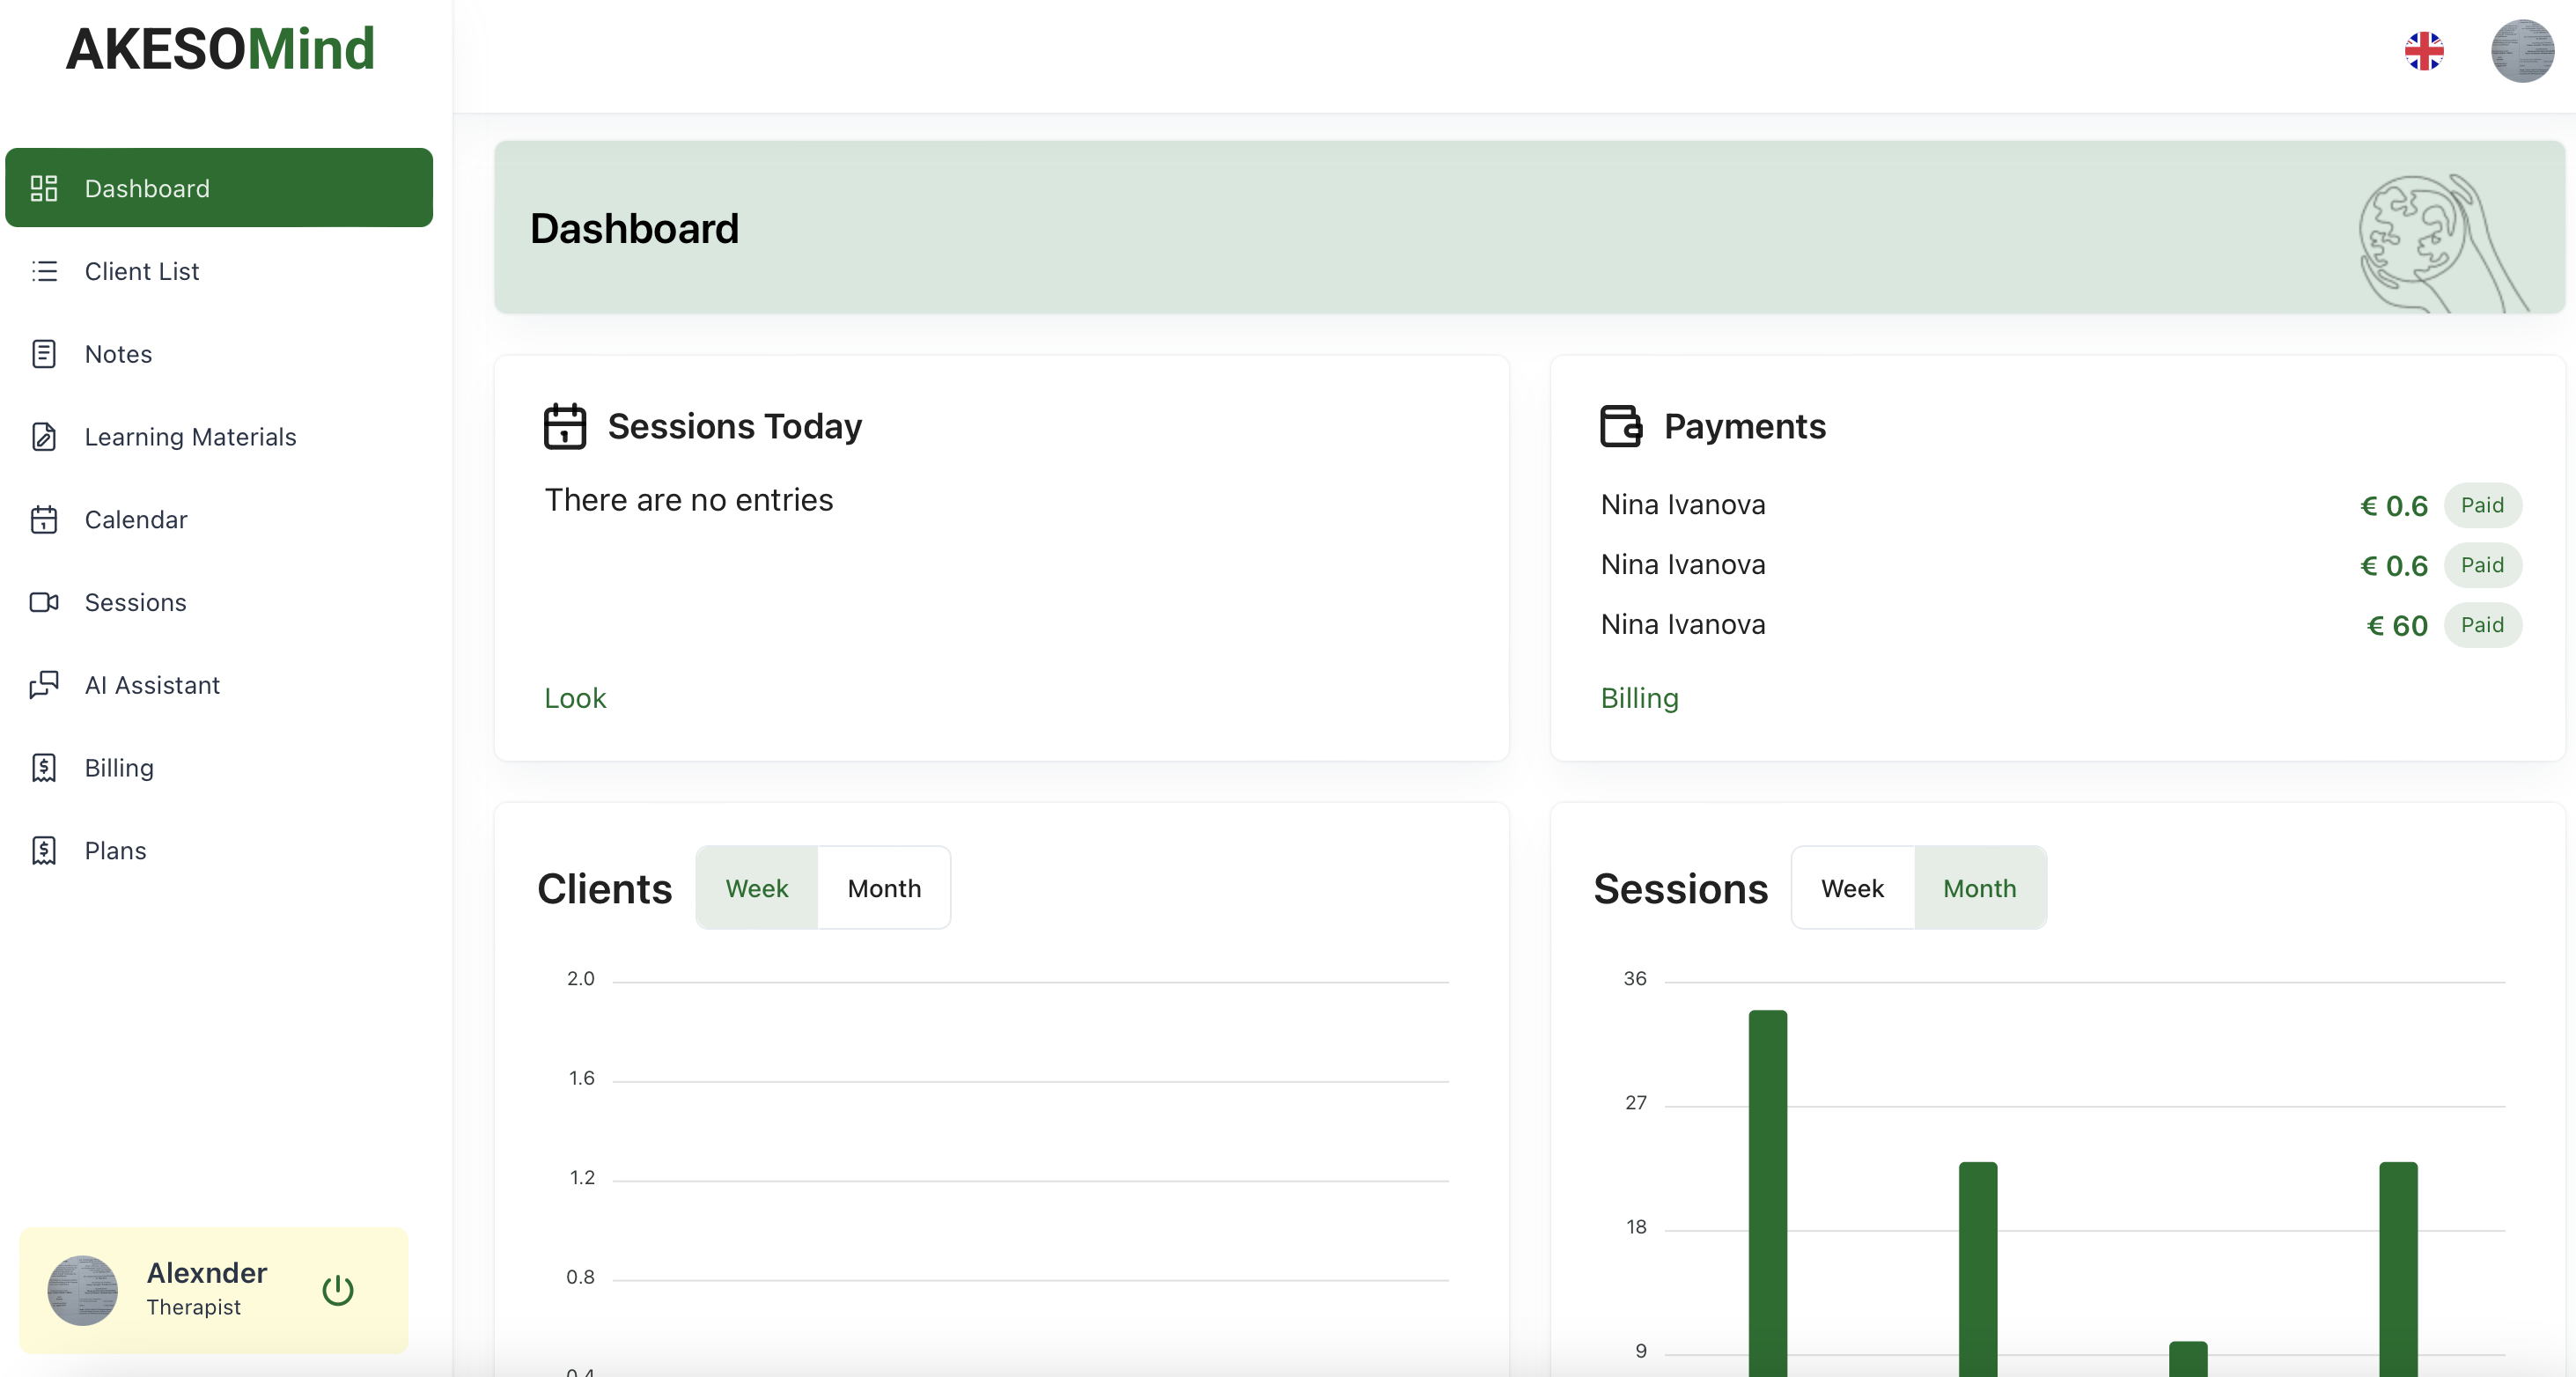 AKESOMind
Dashboard
Client List
Notes
Learning Materials
Calendar
Sessions
AI Assistant
Billing
Plans
Alexnder
Therapist
Dashboard
Sessions Today
There are no entries
Look
Payments
Nina Ivanova € 0.6 Paid
Nina Ivanova € 0.6 Paid
Nina Ivanova € 60 Paid
Billing
Clients Week Month
2.0
1.6
1.2
0.8
0.4
Sessions Week Month
36
27
18
9